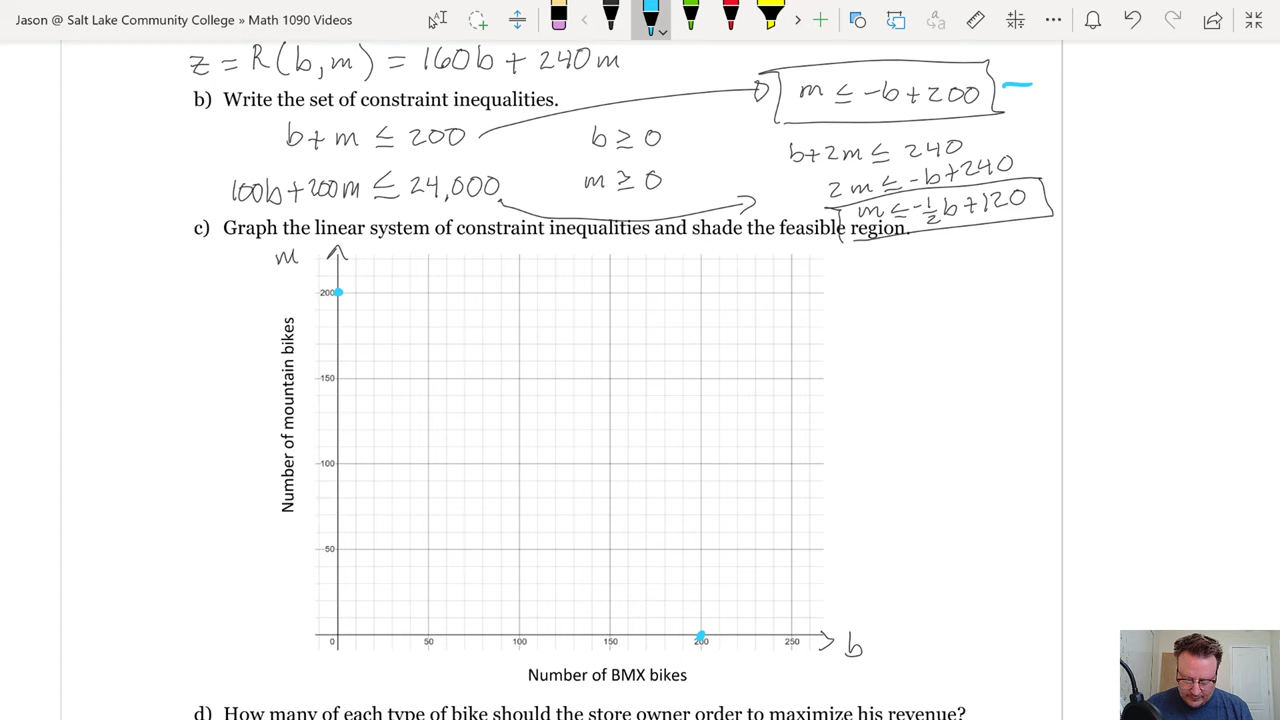 Jason @ Salt Lake Community College » Math 1090 Videos
z = R(b, m) = 160b + 240m
b) Write the set of constraint inequalities.
m ≤ -b + 200
b + m ≤ 200
b ≥ 0
b + 2m ≤ 240
100b + 200m ≤ 24,000
m ≥ 0
2m ≤ -b + 240
m ≤ -1/2b + 120
c) Graph the linear system of constraint inequalities and shade the feasible region.
m
200
150
100
50
Number of mountain bikes
0 50 100 150 200 250
b
Number of BMX bikes
d) How many of each type of bike should the store owner order to maximize his revenue?